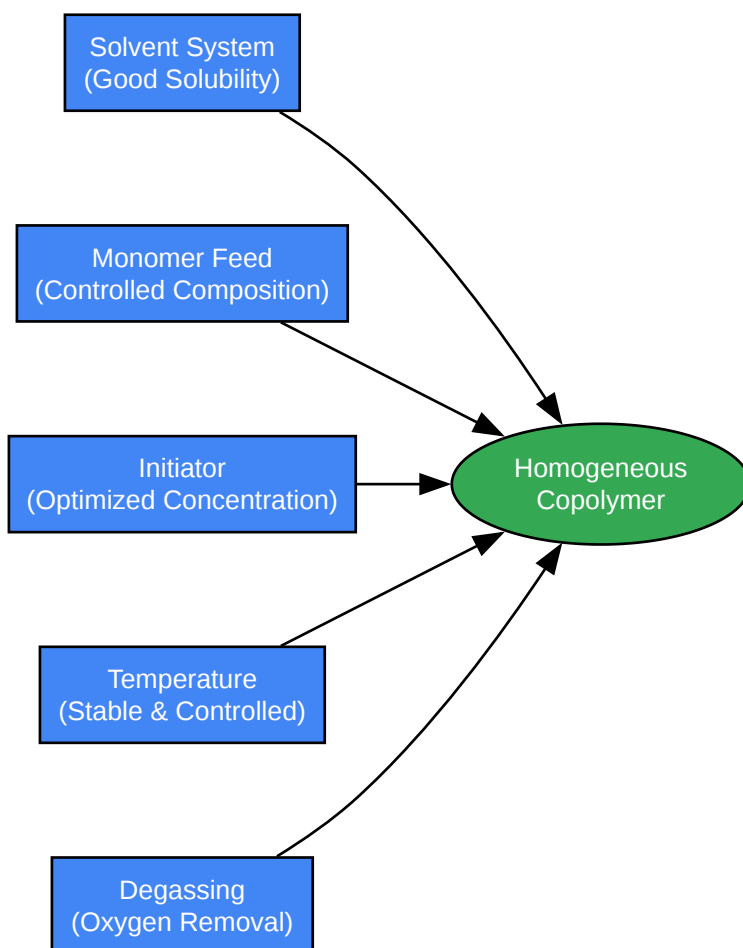 Solvent System
(Good Solubility)
Monomer Feed
(Controlled Composition)
Initiator
(Optimized Concentration)
Homogeneous
Copolymer
Temperature
(Stable & Controlled)
Degassing
(Oxygen Removal)